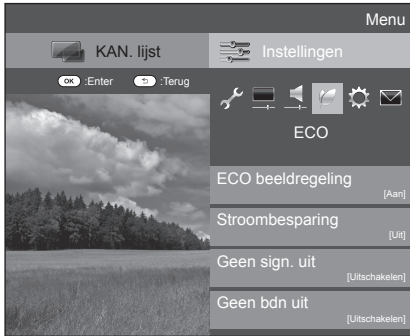 Menu
KAN. lijst
Instellingen
OK :Enter :Terug
ECO
ECO beeldregeling
[Aan]
Stroombesparing
[Uit]
Geen sign. uit
[Uitschakelen]
Geen bdn uit
[Uitschakelen]